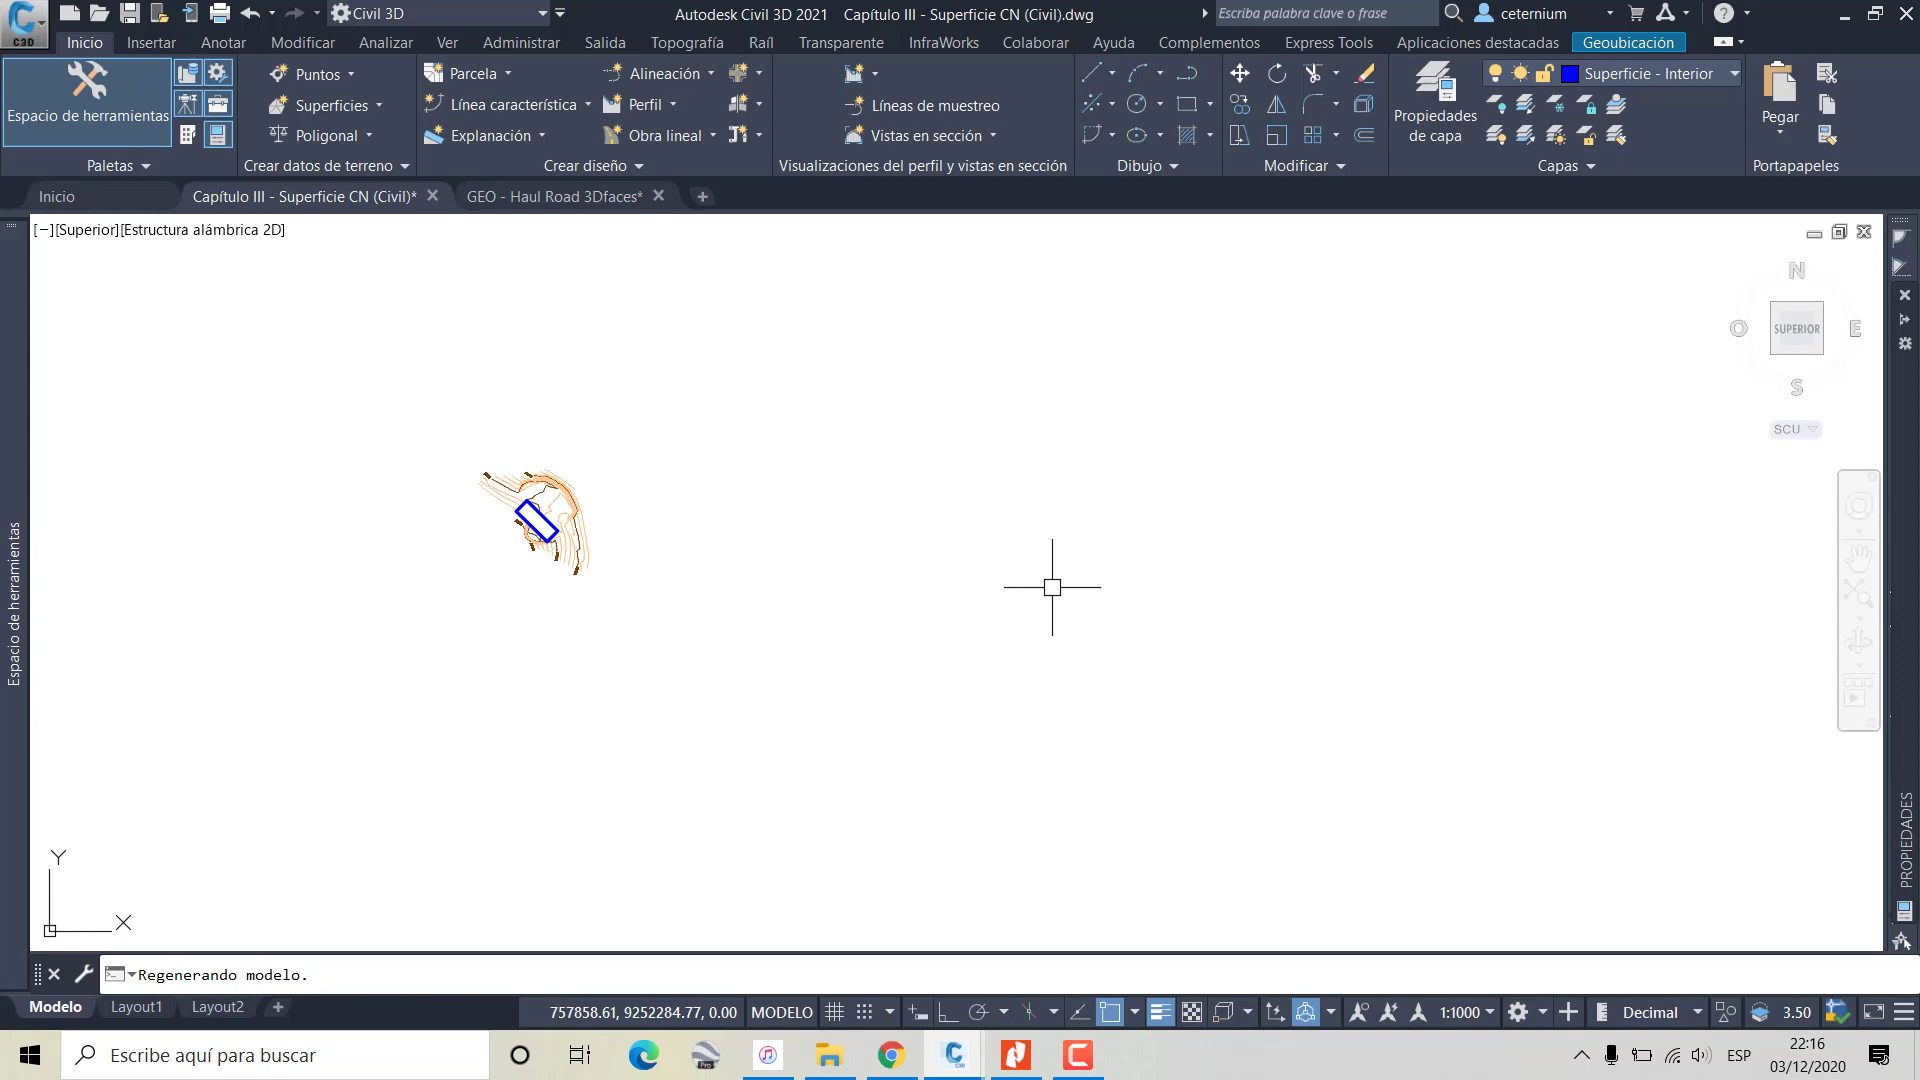 C3D
Civil 3D
Autodesk Civil 3D 2021 Capítulo III - Superficie CN (Civil).dwg
Escriba palabra clave o frase
ceternium
Inicio Insertar Anotar Modificar Analizar Ver Administrar Salida Topografía Raíl Transparente InfraWorks Colaborar Ayuda Complementos Express Tools Aplicaciones destacadas Geoubicación
Espacio de herramientas
Paletas
Puntos
Superficies
Poligonal
Crear datos de terreno
Parcela
Línea característica
Explanación
Alineación
Perfil
Obra lineal
Crear diseño
Líneas de muestreo
Vistas en sección
Visualizaciones del perfil y vistas en sección
Dibujo
Modificar
Propiedades
de capa
Superficie - Interior
Capas
Pegar
Portapapeles
Inicio
Capítulo III - Superficie CN (Civil)*
GEO - Haul Road 3Dfaces*
[−][Superior][Estructura alámbrica 2D]
N
O
SUPERIOR
E
S
SCU
Espacio de herramientas
PROPIEDADES
Y
X
Regenerando modelo.
Modelo Layout1 Layout2
757858.61, 9252284.77, 0.00
MODELO
1:1000
Decimal
3.50
Escribe aquí para buscar
Pro
C3D
ESP
22:16
03/12/2020